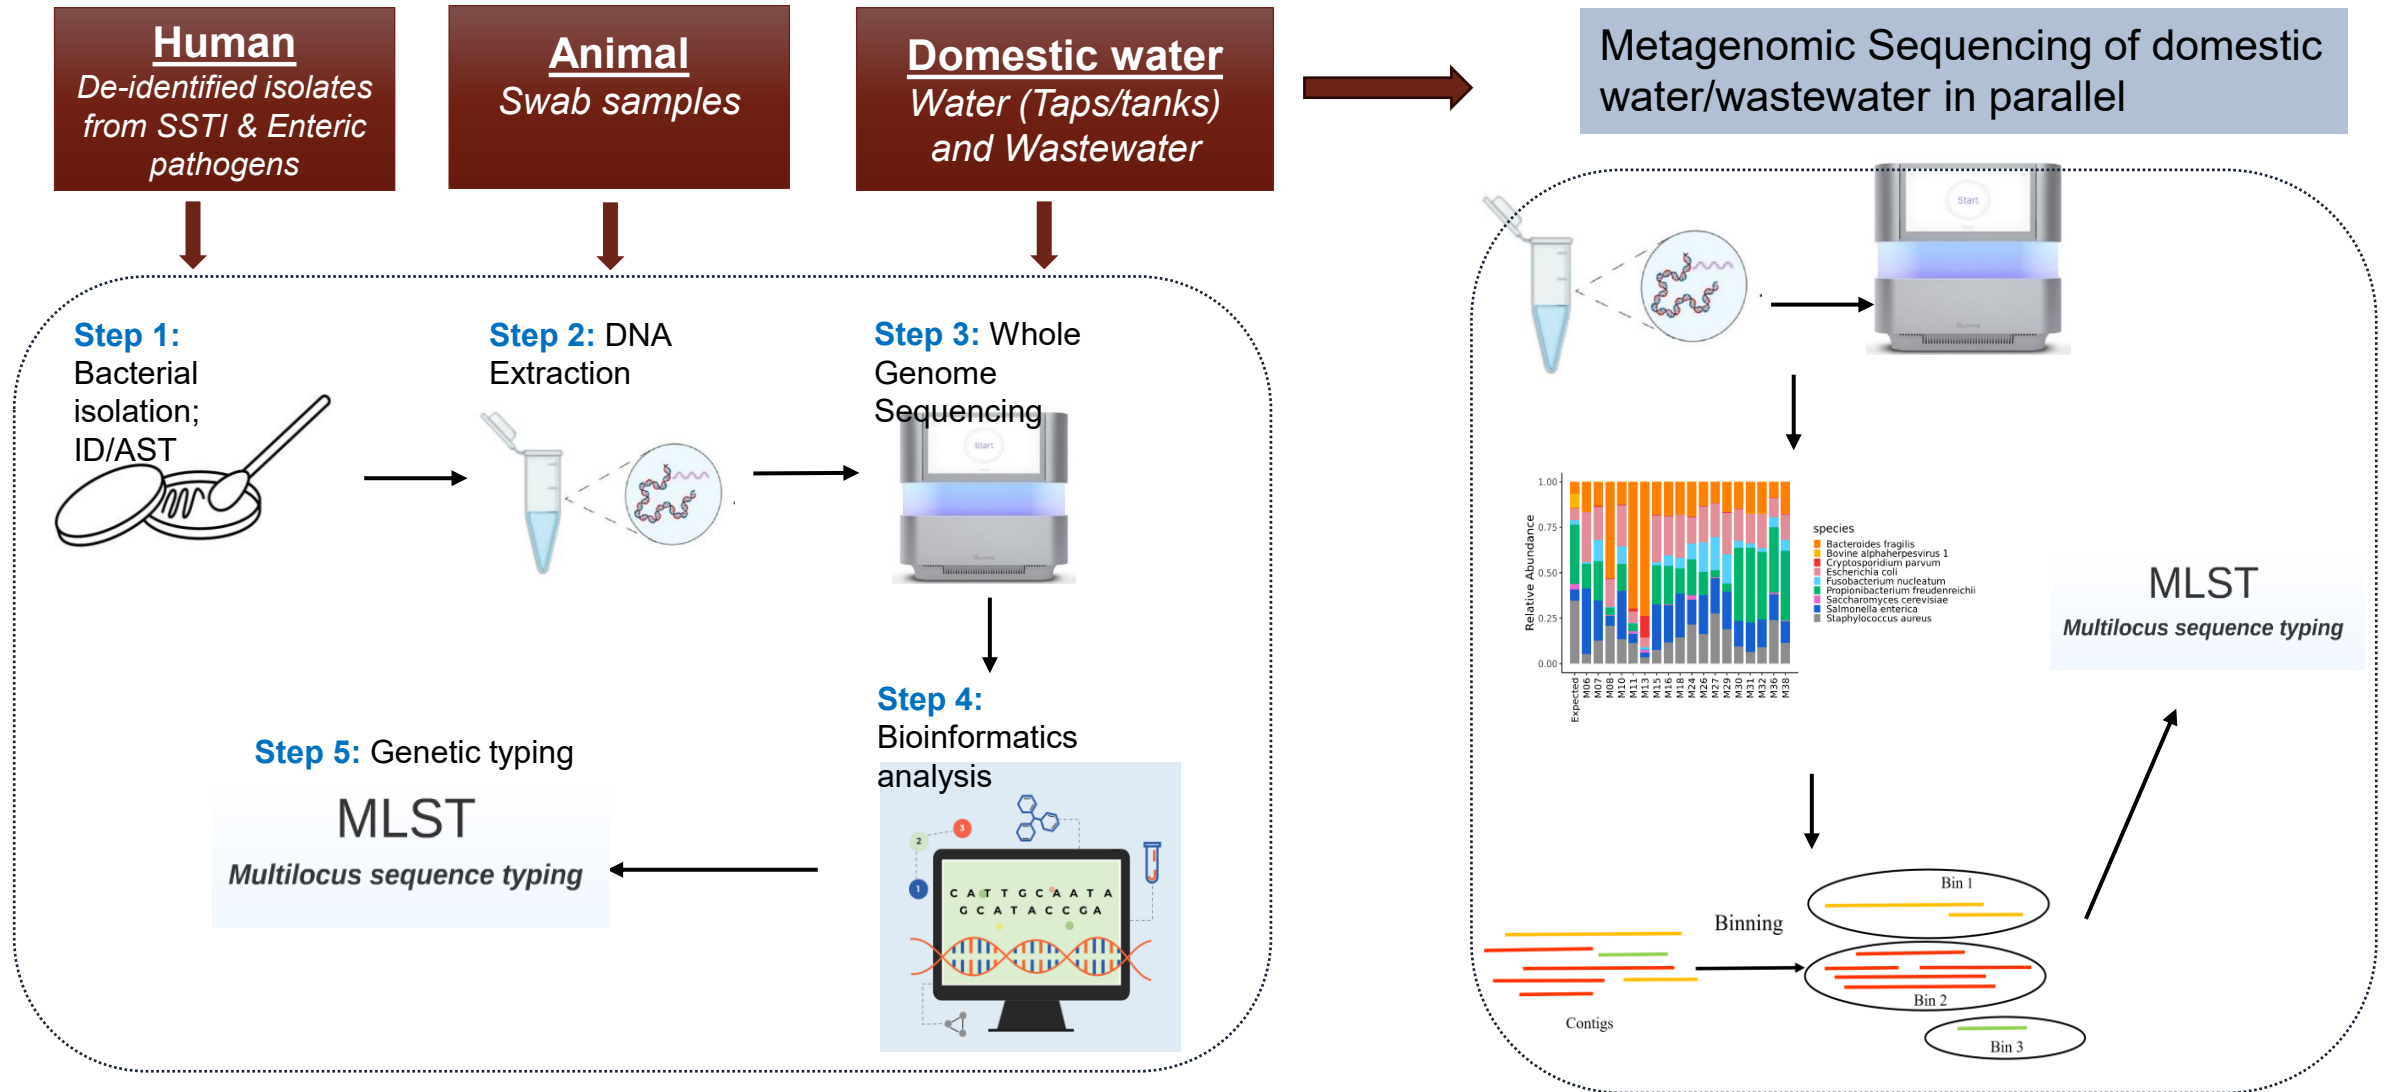 Human
De-identified isolates
from SSTI & Enteric
pathogens
Animal
Swab samples
Domestic water
Water (Taps/tanks)
and Wastewater
Metagenomic Sequencing of domestic
water/wastewater in parallel
Step 1:
Bacterial
isolation;
ID/AST
Step 2: DNA
Extraction
Step 3: Whole
Genome
Sequencing
Start
Step 4:
Bioinformatics
analysis
1
2
3
C A T T G C A A T A
G C A T A C C G A
Step 5: Genetic typing
MLST
Multilocus sequence typing
Start
Relative Abundance
1.00
0.75
0.50
0.25
0.00
Expected
M06
M07
M08
M10
M11
M13
M15
M16
M18
M24
M26
M27
M29
M30
M31
M32
M36
M38
species
Bacteroides fragilis
Bovine alphaherpesvirus 1
Cryptosporidium parvum
Escherichia coli
Fusobacterium nucleatum
Propionibacterium freudenreichii
Saccharomyces cerevisiae
Salmonella enterica
Staphylococcus aureus
MLST
Multilocus sequence typing
Contigs
Binning
Bin 1
Bin 2
Bin 3